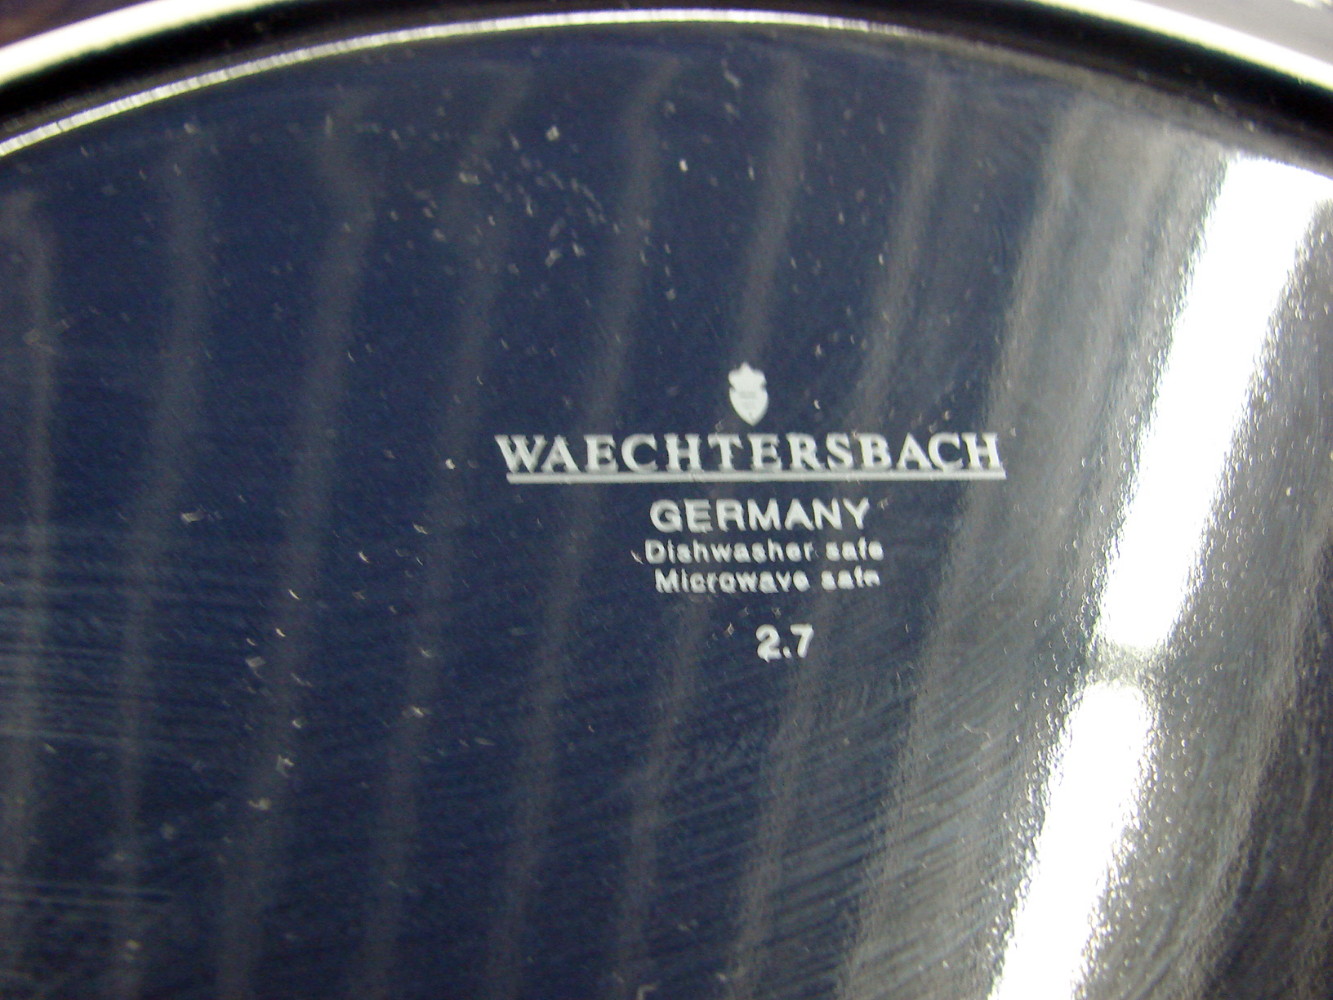 WAECHTERSBACH
GERMANY
Dishwasher safe
Microwave safe
2.7